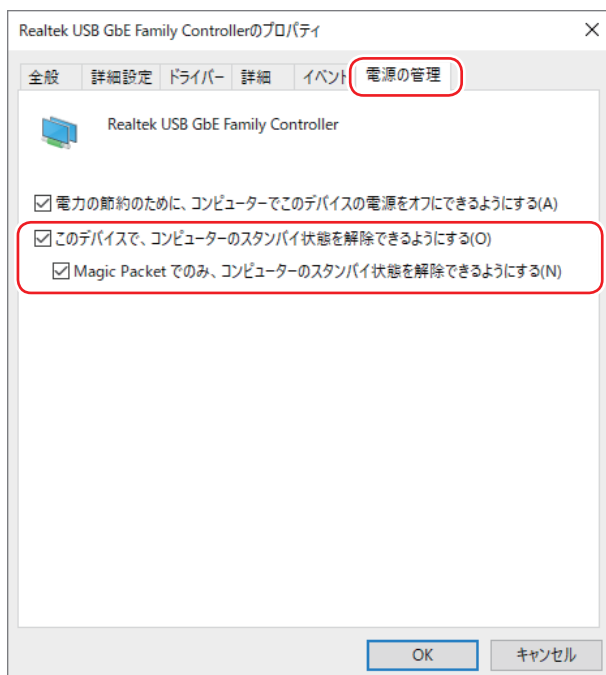 Realtek USB GbE Family Controllerのプロパティ
全般 詳細設定 ドライバー 詳細 イベント 電源の管理
Realtek USB GbE Family Controller
電力の節約のために、コンピューターでこのデバイスの電源をオフにできるようにする(A)
このデバイスで、コンピューターのスタンバイ状態を解除できるようにする(O)
Magic Packet でのみ、コンピューターのスタンバイ状態を解除できるようにする(N)
OK キャンセル